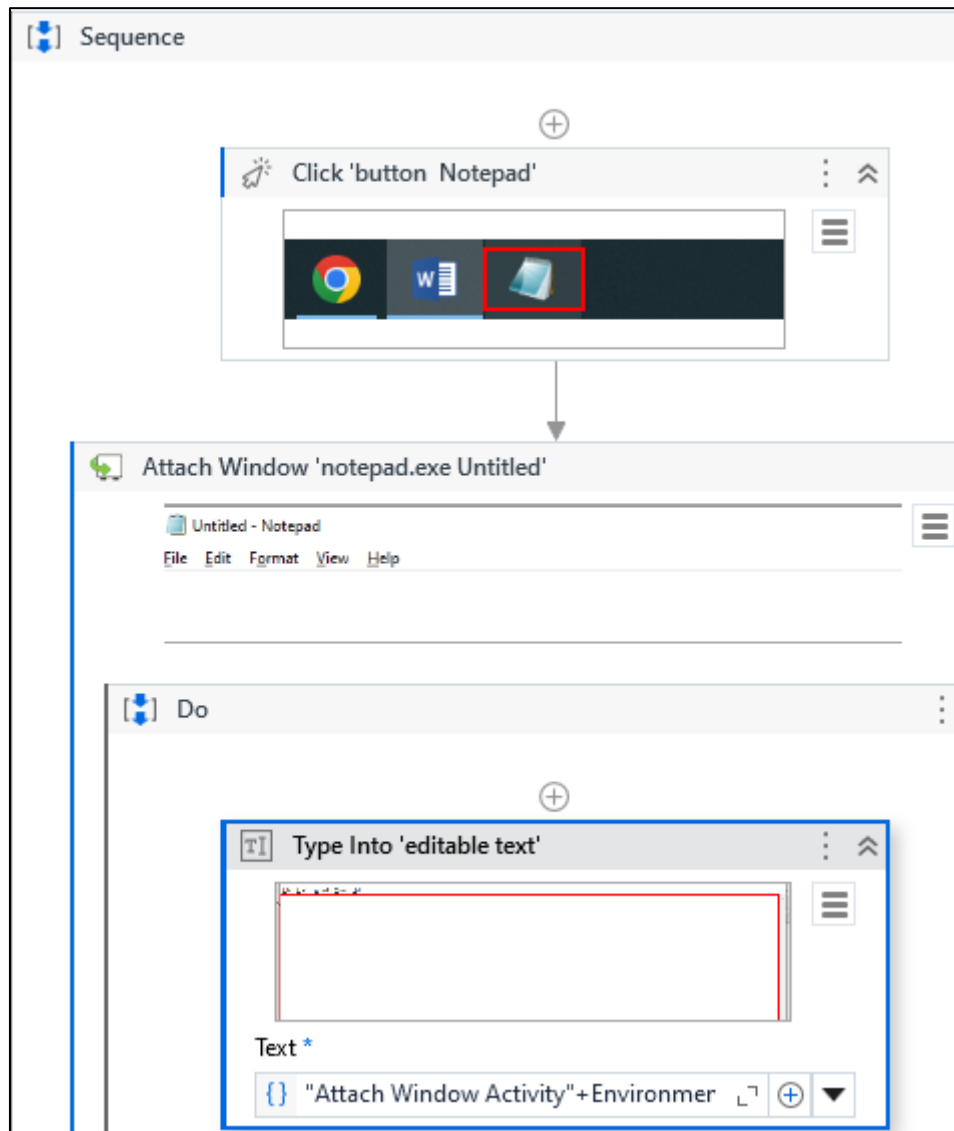 Sequence
Click 'button  Notepad'
W
Attach Window 'notepad.exe Untitled'
Untitled - Notepad
File Edit Format View Help
Do
TI Type Into 'editable text'
Text *
{} "Attach Window Activity"+Environmer